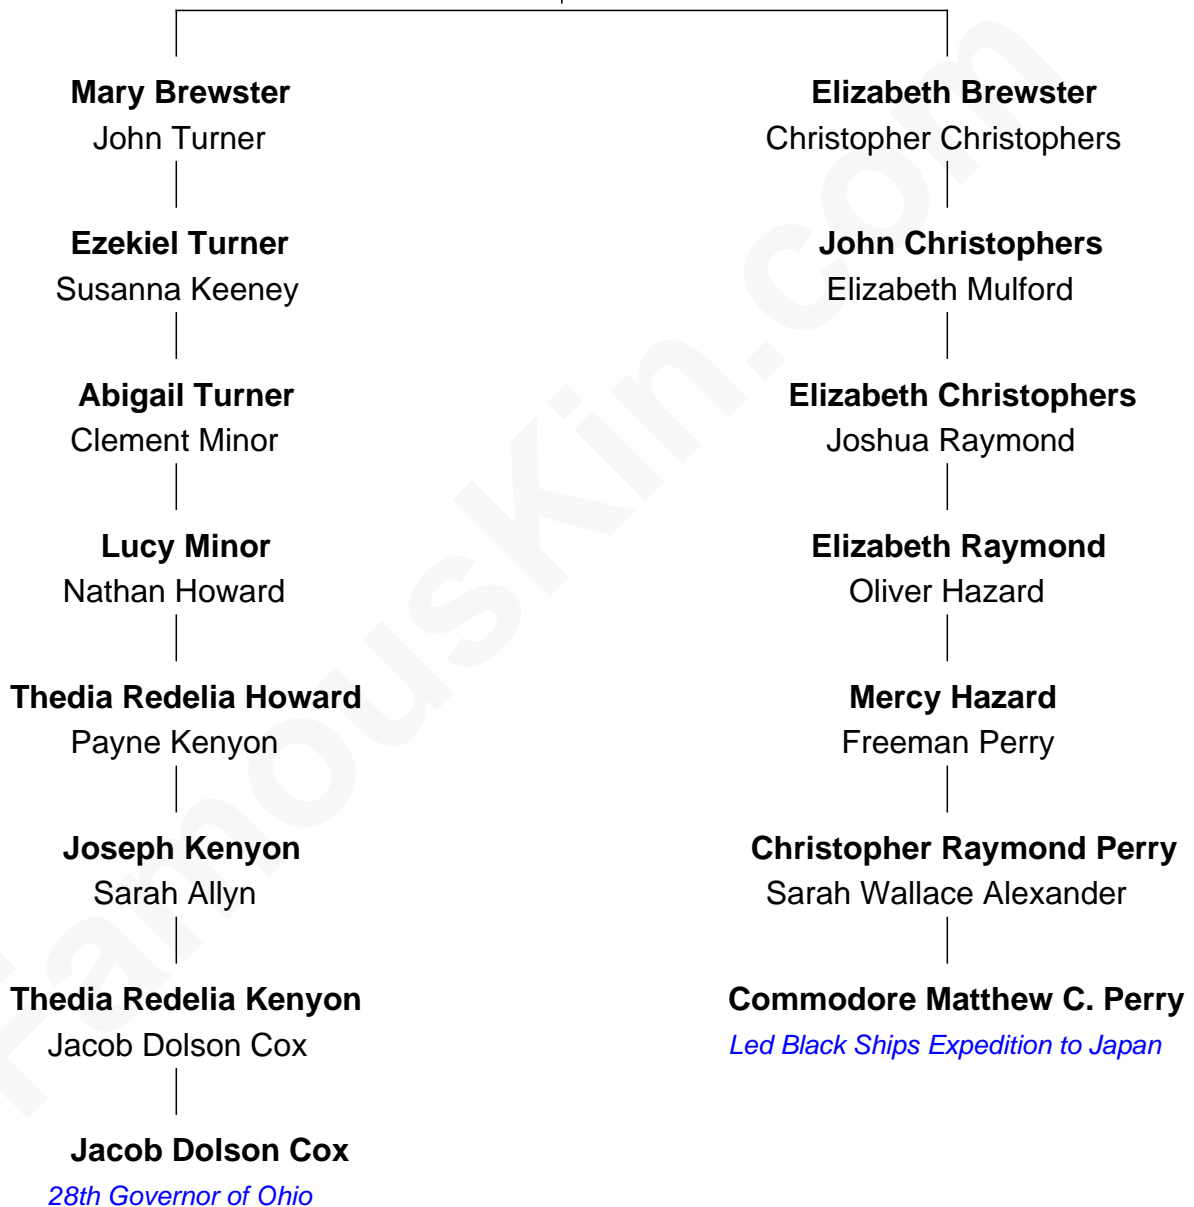 Mary Brewster
John Turner
Ezekiel Turner
Susanna Keeney
Abigail Turner
Clement Minor
Lucy Minor
Nathan Howard
Thedia Redelia Howard
Payne Kenyon
Joseph Kenyon
Sarah Allyn
Thedia Redelia Kenyon
Jacob Dolson Cox
Jacob Dolson Cox
28th Governor of Ohio
Elizabeth Brewster
Christopher Christophers
John Christophers
Elizabeth Mulford
Elizabeth Christophers
Joshua Raymond
Elizabeth Raymond
Oliver Hazard
Mercy Hazard
Freeman Perry
Christopher Raymond Perry
Sarah Wallace Alexander
Commodore Matthew C. Perry
Led Black Ships Expedition to Japan
FamousKin.com